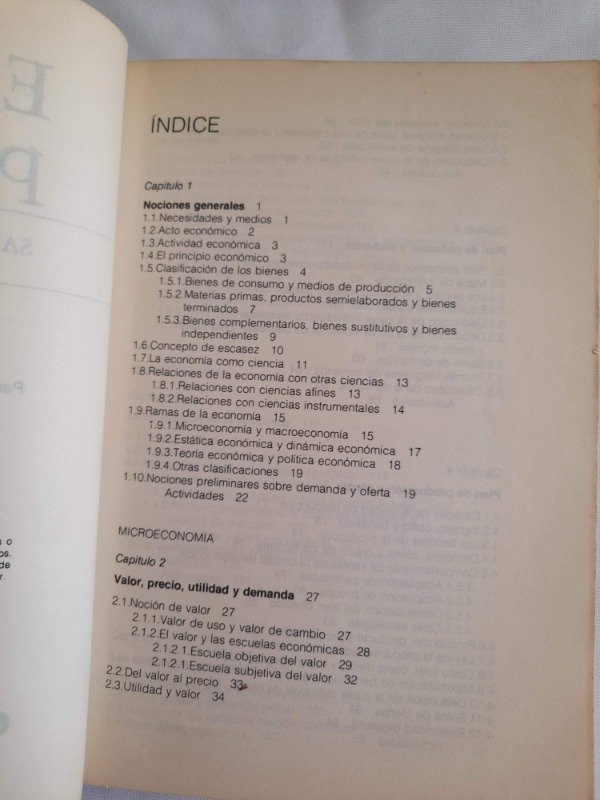 E
P
SA
Pa
s o
os.
de
r.
ÍNDICE
Capítulo 1
Nociones generales 1
1.1.Necesidades y medios 1
1.2.Acto económico 2
1.3.Actividad económica 3
1.4.El principio económico 3
1.5.Clasificación de los bienes 4
1.5.1.Bienes de consumo y medios de producción 5
1.5.2.Materias primas, productos semielaborados y bienes
terminados 7
1.5.3.Bienes complementarios, bienes sustitutivos y bienes
independientes 9
1.6.Concepto de escasez 10
1.7.La economía como ciencia 11
1.8.Relaciones de la economía con otras ciencias 13
1.8.1.Relaciones con ciencias afines 13
1.8.2.Relaciones con ciencias instrumentales 14
1.9.Ramas de la economía 15
1.9.1.Microeconomía y macroeconomía 15
1.9.2.Estática económica y dinámica económica 17
1.9.3.Teoría económica y política económica 18
1.9.4.Otras clasificaciones 19
1.10.Nociones preliminares sobre demanda y oferta 19
Actividades 22
MICROECONOMÍA
Capítulo 2
Valor, precio, utilidad y demanda 27
2.1.Noción de valor 27
2.1.1.Valor de uso y valor de cambio 27
2.1.2.El valor y las escuelas económicas 28
2.1.2.1.Escuela objetiva del valor 29
2.1.2.1.Escuela subjetiva del valor 32
2.2.Del valor al precio 33
2.3.Utilidad y valor 34